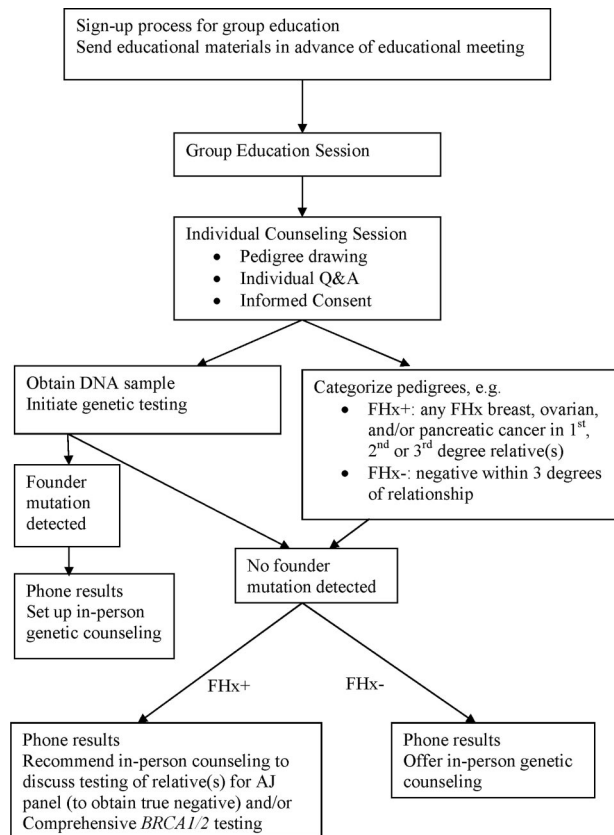 Sign-up process for group education
Send educational materials in advance of educational meeting
Group Education Session
Individual Counseling Session
• Pedigree drawing
• Individual Q&A
• Informed Consent
Obtain DNA sample
Initiate genetic testing
Categorize pedigrees, e.g.
• FHx+: any FHx breast, ovarian,
and/or pancreatic cancer in 1st,
2nd or 3rd degree relative(s)
• FHx-: negative within 3 degrees
of relationship
Founder
mutation
detected
No founder
mutation detected
Phone results
Set up in-person
genetic counseling
FHx+
FHx-
Phone results
Recommend in-person counseling to
discuss testing of relative(s) for AJ
panel (to obtain true negative) and/or
Comprehensive BRCA1/2 testing
Phone results
Offer in-person genetic
counseling